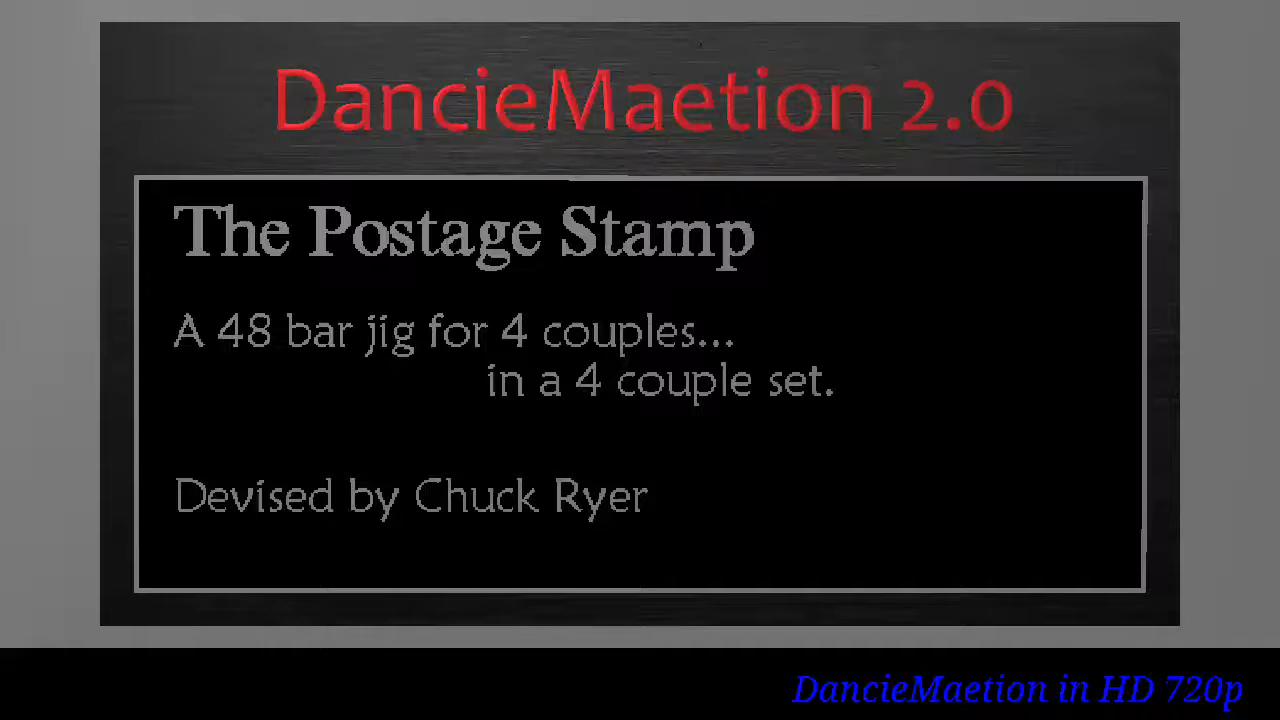 DancieMaetion 2.0
The Postage Stamp
A 48 bar jig for 4 couples...
in a 4 couple set.
Devised by Chuck Ryer
DancieMaetion in HD 720p